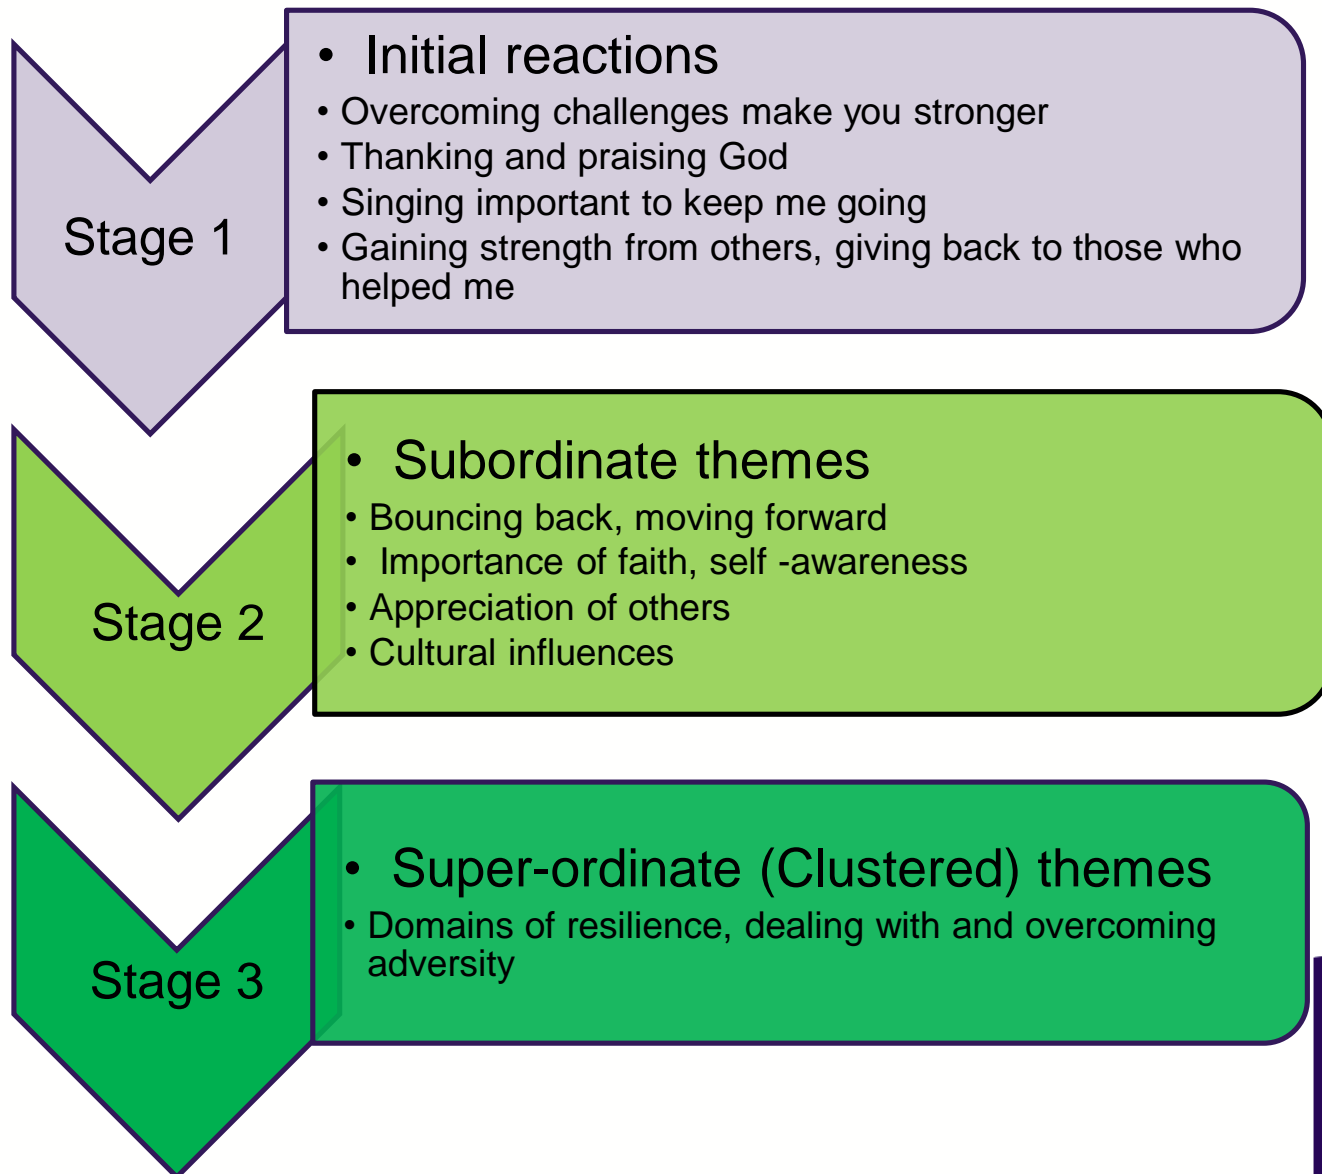 Stage 1
• Initial reactions
• Overcoming challenges make you stronger
• Thanking and praising God
• Singing important to keep me going
• Gaining strength from others, giving back to those who
helped me
Stage 2
• Subordinate themes
• Bouncing back, moving forward
• Importance of faith, self -awareness
• Appreciation of others
• Cultural influences
Stage 3
• Super-ordinate (Clustered) themes
• Domains of resilience, dealing with and overcoming
adversity